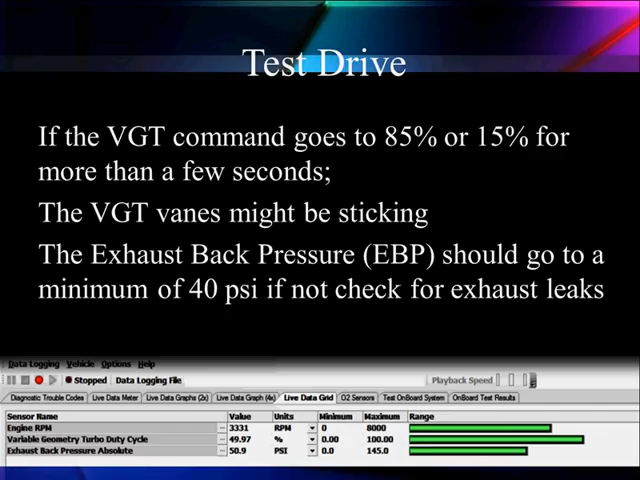 Test Drive
If the VGT command goes to 85% or 15% for
more than a few seconds;
The VGT vanes might be sticking
The Exhaust Back Pressure (EBP) should go to a
minimum of 40 psi if not check for exhaust leaks
Data Logging Vehicle Options Help
Stopped Data Logging File Playback Speed
Diagnostic Trouble Codes Live Data Meter Live Data Graphs (2x) Live Data Graph (4x) Live Data Grid O2 Sensors Test OnBoard System OnBoard Test Results
Sensor Name Value Units Minimum Maximum Range
Engine RPM ... 3331 RPM 0 8000
Variable Geometry Turbo Duty Cycle ... 49.97 % 0.00 100.00
Exhaust Back Pressure Absolute ... 50.9 PSI 0.0 145.0